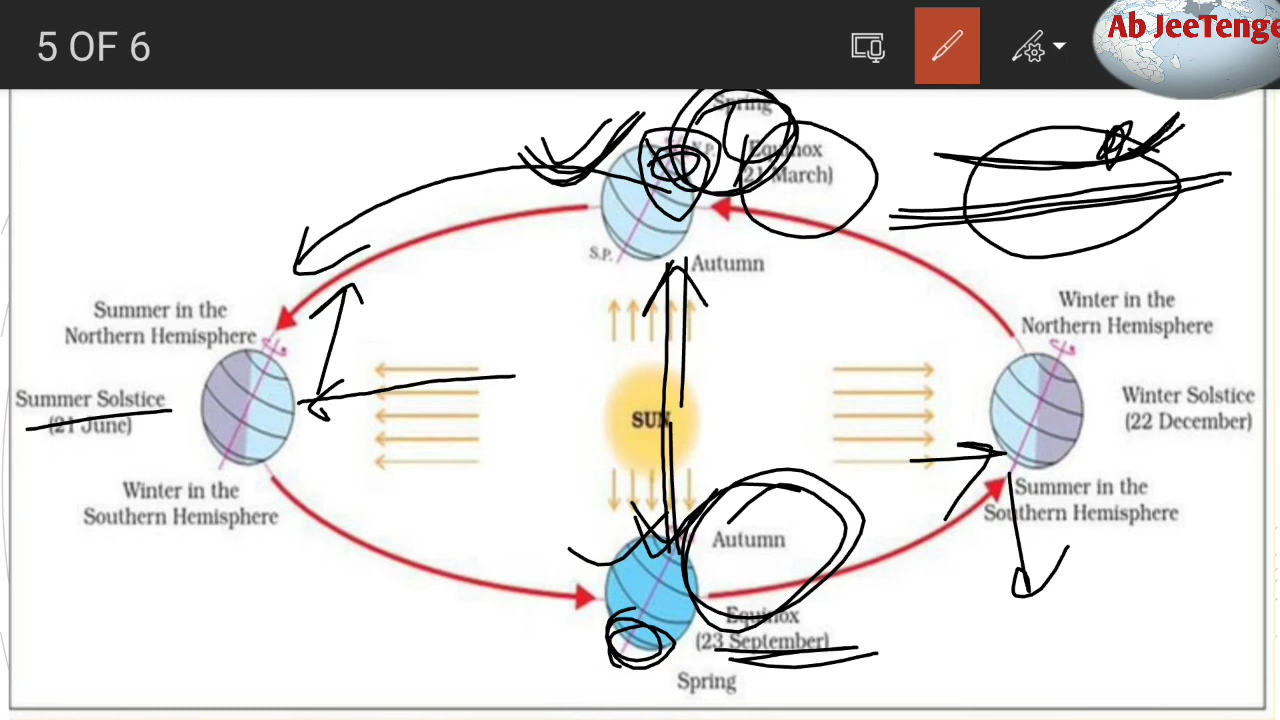 5 OF 6
Ab JeeTenge
Spring
N.P.
Equinox
(21 March)
S.P.
Autumn
Summer in the
Northern Hemisphere
Winter in the
Northern Hemisphere
Summer Solstice
(21 June)
SUN
Winter Solstice
(22 December)
Winter in the
Southern Hemisphere
Summer in the
Southern Hemisphere
Autumn
Equinox
(23 September)
Spring